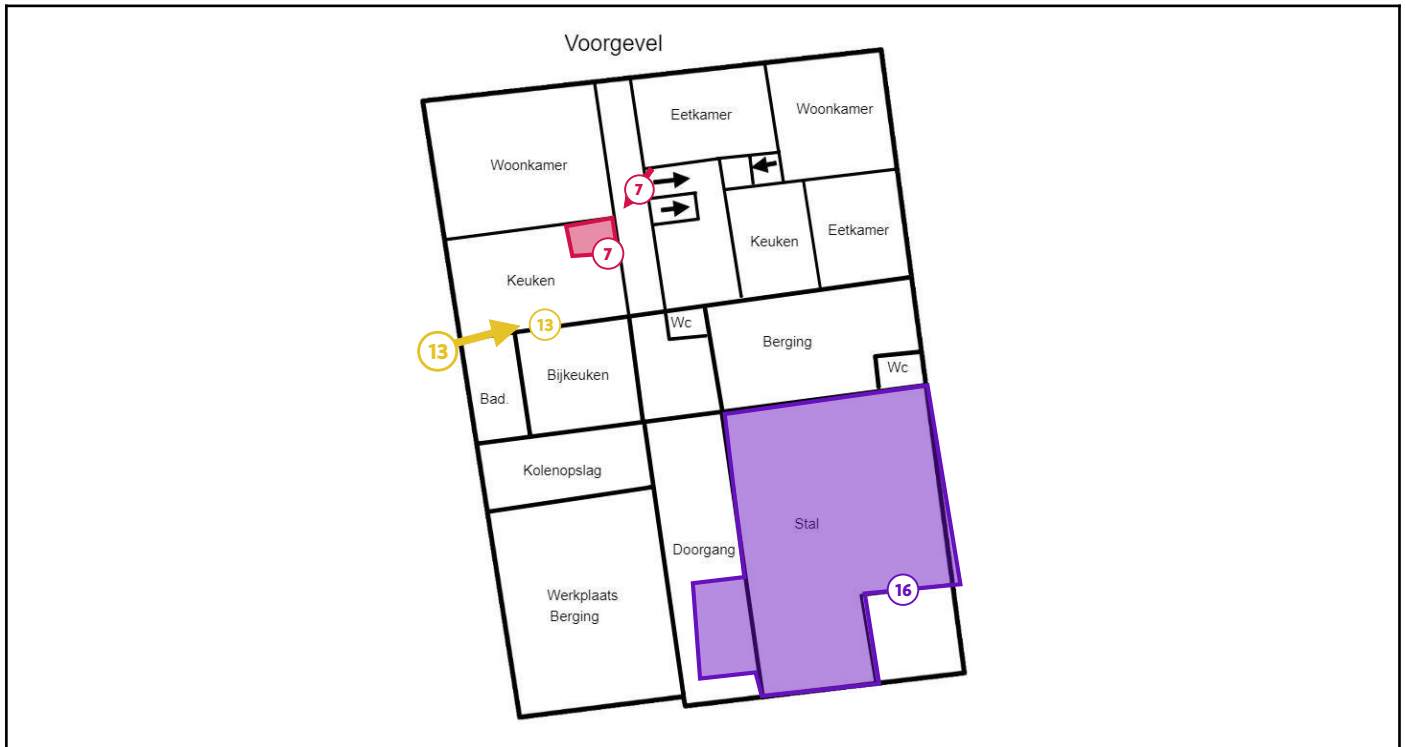 Voorgevel
Eetkamer
Woonkamer
Woonkamer
7
7
Keuken
Eetkamer
Keuken
13
13
Wc
Berging
Wc
Bijkeuken
Bad.
Kolenopslag
Stal
Doorgang
16
Werkplaats
Berging